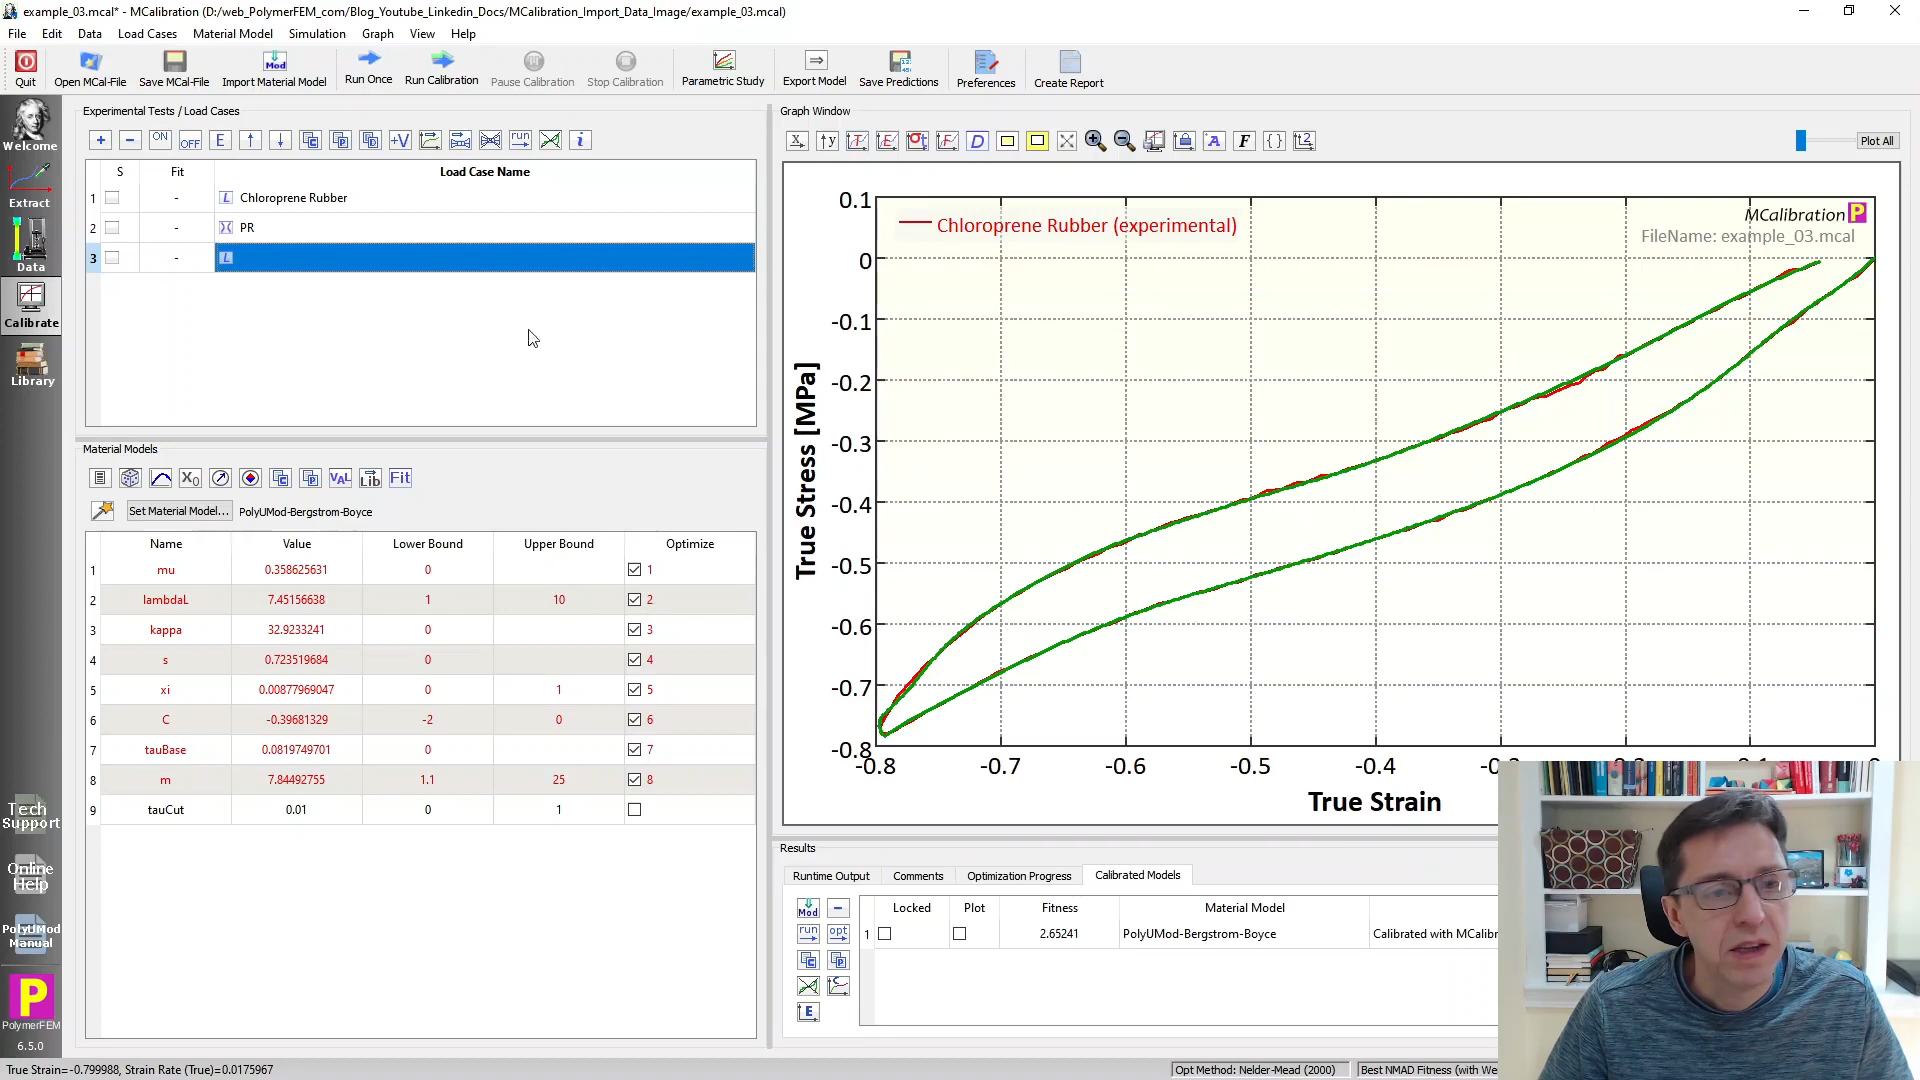 example_03.mcal* - MCalibration (D:/web_PolymerFEM_com/Blog_Youtube_Linkedin_Docs/MCalibration_Import_Data_Image/example_03.mcal)
File Edit Data Load Cases Material Model Simulation Graph View Help
Quit Open MCal-File Save MCal-File Import Material Model Run Once Run Calibration Pause Calibration Stop Calibration Parametric Study Export Model Save Predictions Preferences Create Report
Welcome
Extract
Data
Calibrate
Library
Tech
Support
Online
Help
PolyUMod
Manual
PolymerFEM
6.5.0
Experimental Tests / Load Cases
ON OFF E +V run i
S Fit Load Case Name
1 - L Chloroprene Rubber
2 - PR
3 - L
Material Models
X0 VAL Lib Fit
Set Material Model... PolyUMod-Bergstrom-Boyce
Name Value Lower Bound Upper Bound Optimize
1 mu 0.358625631 0 1
2 lambdaL 7.45156638 1 10 2
3 kappa 32.9233241 0 3
4 s 0.723519684 0 4
5 xi 0.00877969047 0 1 5
6 C -0.39681329 -2 0 6
7 tauBase 0.0819749701 0 7
8 m 7.84492755 1.1 25 8
9 tauCut 0.01 0 1
Graph Window
Plot All
Chloroprene Rubber (experimental)
MCalibration P
FileName: example_03.mcal
0.1
0
-0.1
-0.2
-0.3
-0.4
-0.5
-0.6
-0.7
-0.8
True Stress [MPa]
-0.8 -0.7 -0.6 -0.5 -0.4
True Strain
Results
Runtime Output Comments Optimization Progress Calibrated Models
Mod
run opt
E
Locked Plot Fitness Material Model
1 2.65241 PolyUMod-Bergstrom-Boyce Calibrated with MCalibr
True Strain=-0.799988, Strain Rate (True)=0.0175967
Opt Method: Nelder-Mead (2000) Best NMAD Fitness (with We